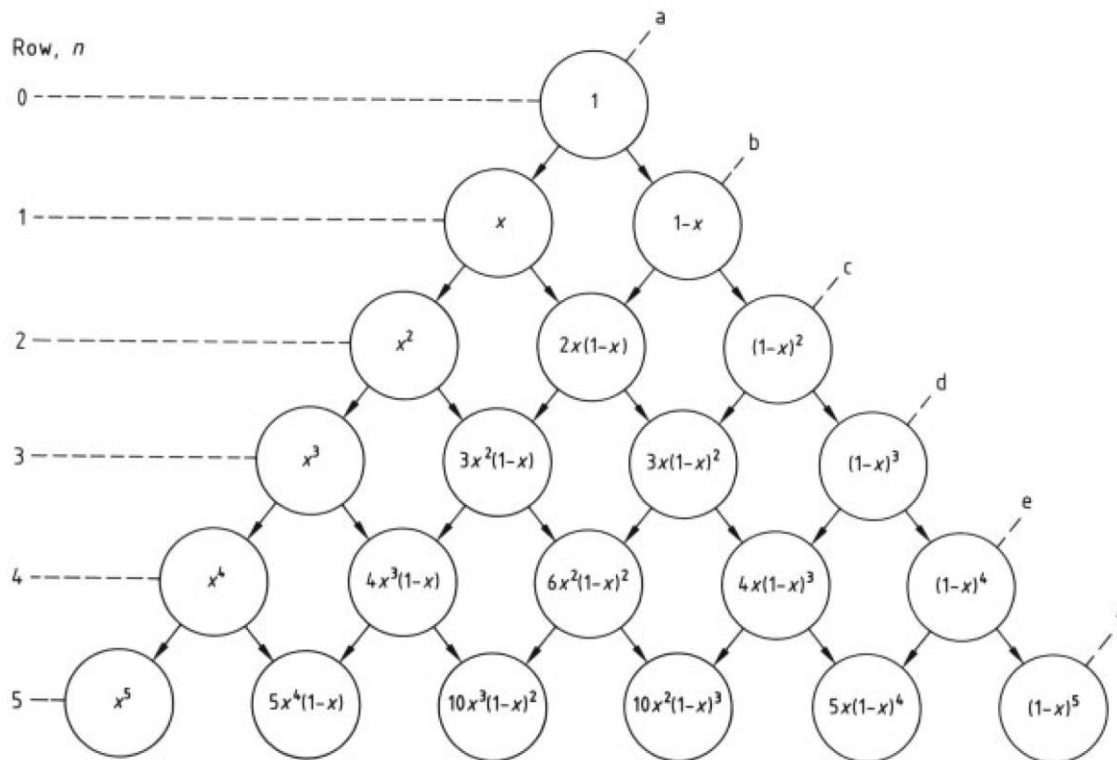 a
Row, n
0
1
b
1
x
1-x
c
2
x²
2x(1-x)
(1-x)²
d
3
x³
3x²(1-x)
3x(1-x)²
(1-x)³
e
4
x⁴
4x³(1-x)
6x²(1-x)²
4x(1-x)³
(1-x)⁴
5
x⁵
5x⁴(1-x)
10x³(1-x)²
10x²(1-x)³
5x(1-x)⁴
(1-x)⁵